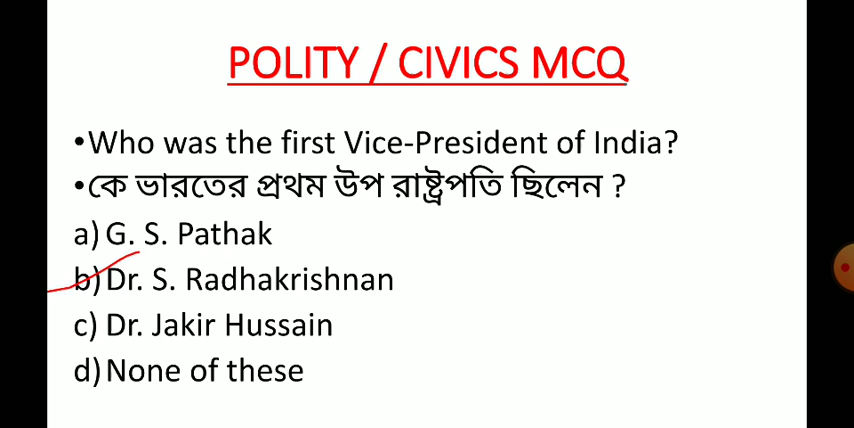 POLITY / CIVICS MCQ
•Who was the first Vice-President of India?
•কে ভারতের প্রথম উপ রাষ্ট্রপতি ছিলেন ?
a) G. S. Pathak
b) Dr. S. Radhakrishnan
c) Dr. Jakir Hussain
d) None of these